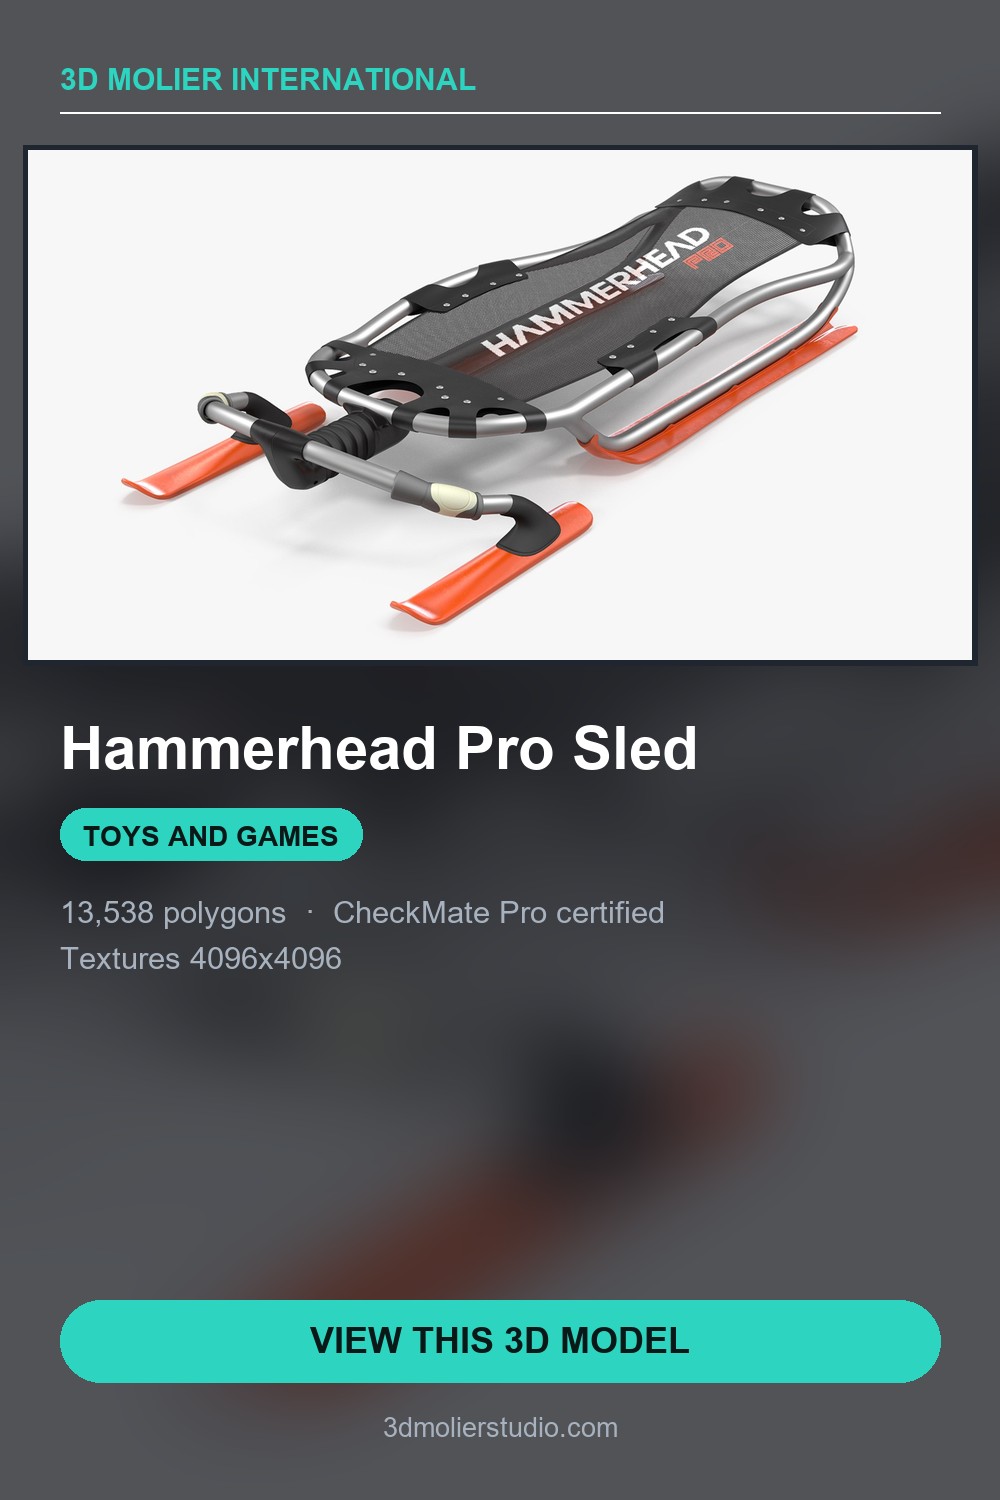 3D MOLIER INTERNATIONAL
HAMMERHEAD
PRO
Hammerhead Pro Sled
TOYS AND GAMES
13,538 polygons · CheckMate Pro certified
Textures 4096x4096
VIEW THIS 3D MODEL
3dmolierstudio.com